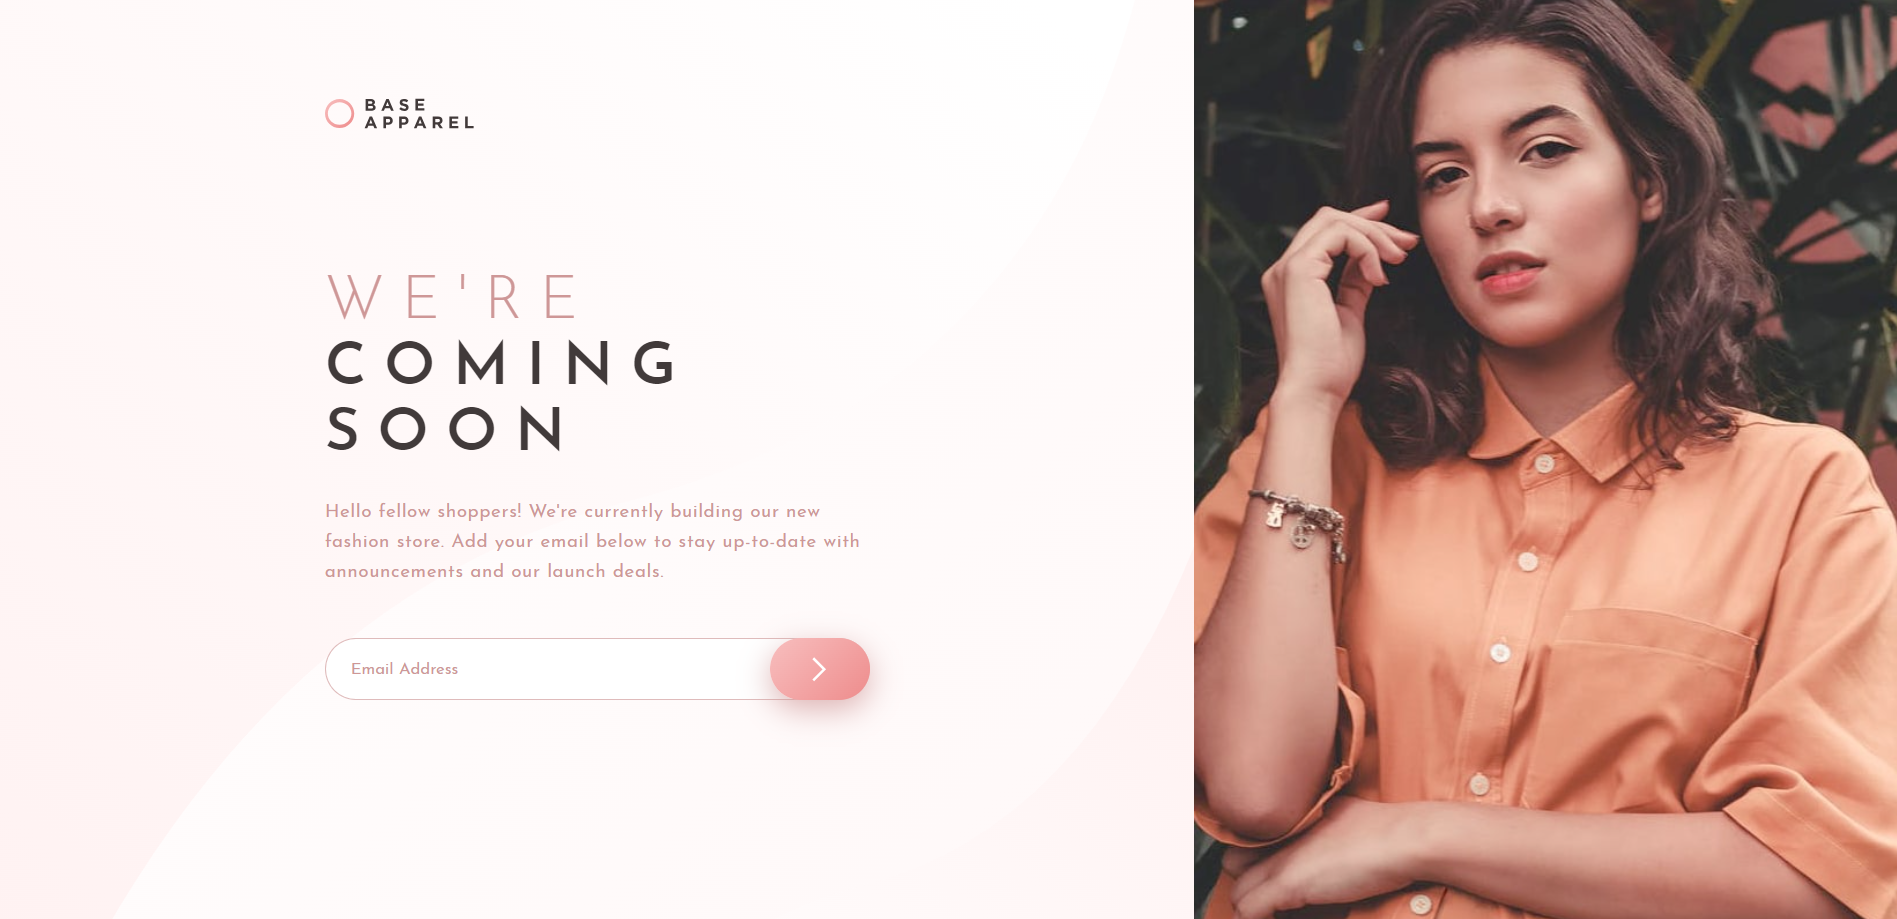 BASE
APPAREL
WE'RE
COMING
SOON
Hello fellow shoppers! We're currently building our new
fashion store. Add your email below to stay up-to-date with
announcements and our launch deals.
Email Address